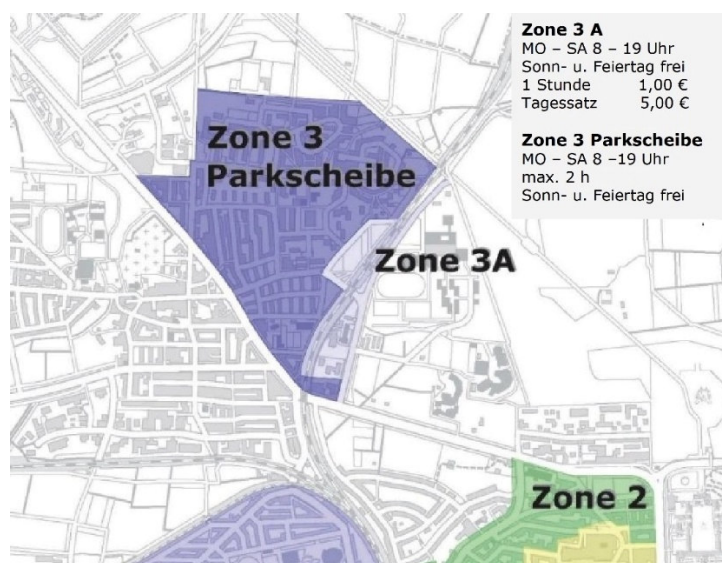 Zone 3 A
MO – SA 8 – 19 Uhr
Sonn- u. Feiertag frei
1 Stunde 1,00 €
Tagessatz 5,00 €
Zone 3 Parkscheibe
MO – SA 8 –19 Uhr
max. 2 h
Sonn- u. Feiertag frei
Zone 3
Parkscheibe
Zone 3A
Zone 2